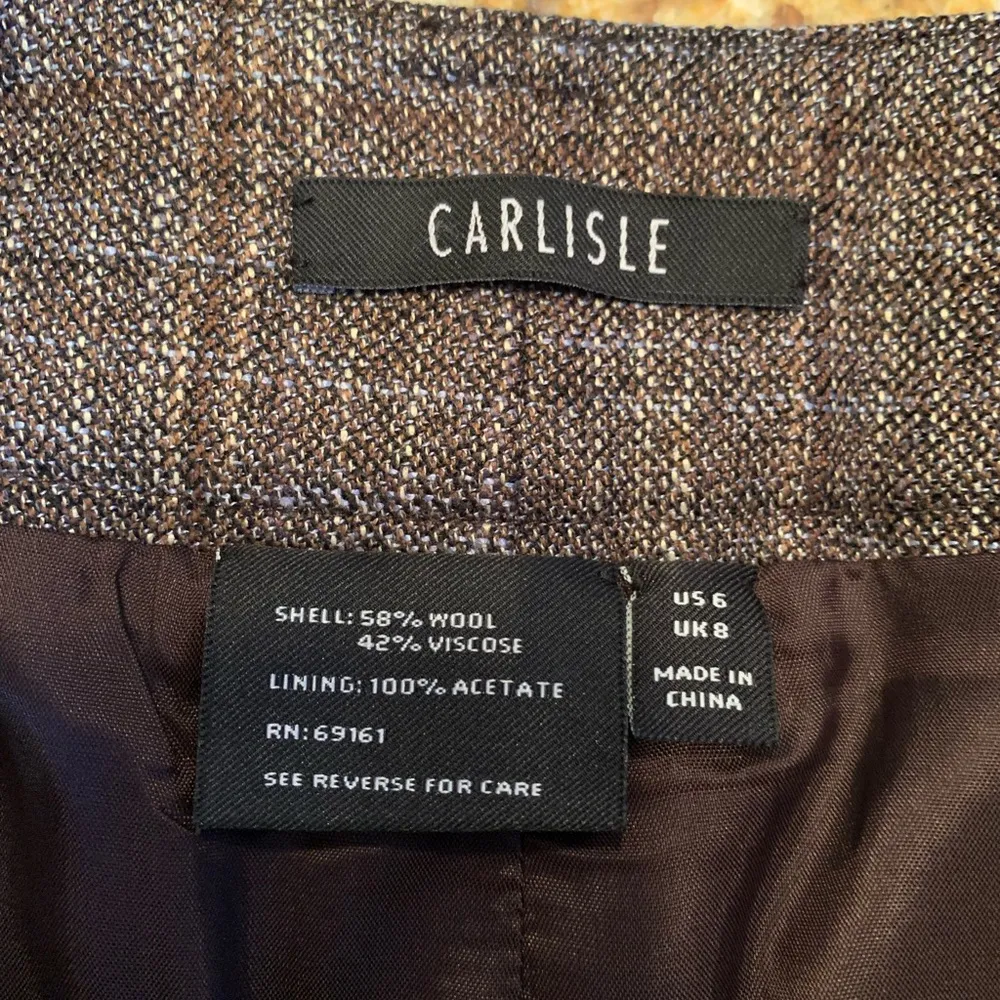 CARLISLE
SHELL: 58% WOOL
42% VISCOSE
LINING: 100% ACETATE
RN: 69161
SEE REVERSE FOR CARE
US 6
UK 8
MADE IN
CHINA